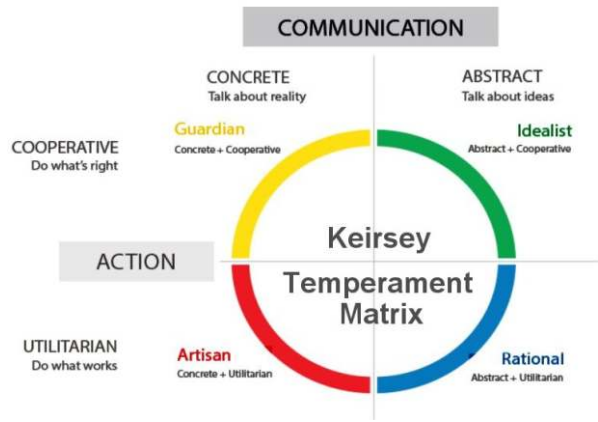 COMMUNICATION
CONCRETE
Talk about reality
ABSTRACT
Talk about ideas
COOPERATIVE
Do what's right
Guardian
Concrete + Cooperative
Idealist
Abstract + Cooperative
Keirsey
Temperament
Matrix
ACTION
UTILITARIAN
Do what works
Artisan
Concrete + Utilitarian
Rational
Abstract + Utilitarian